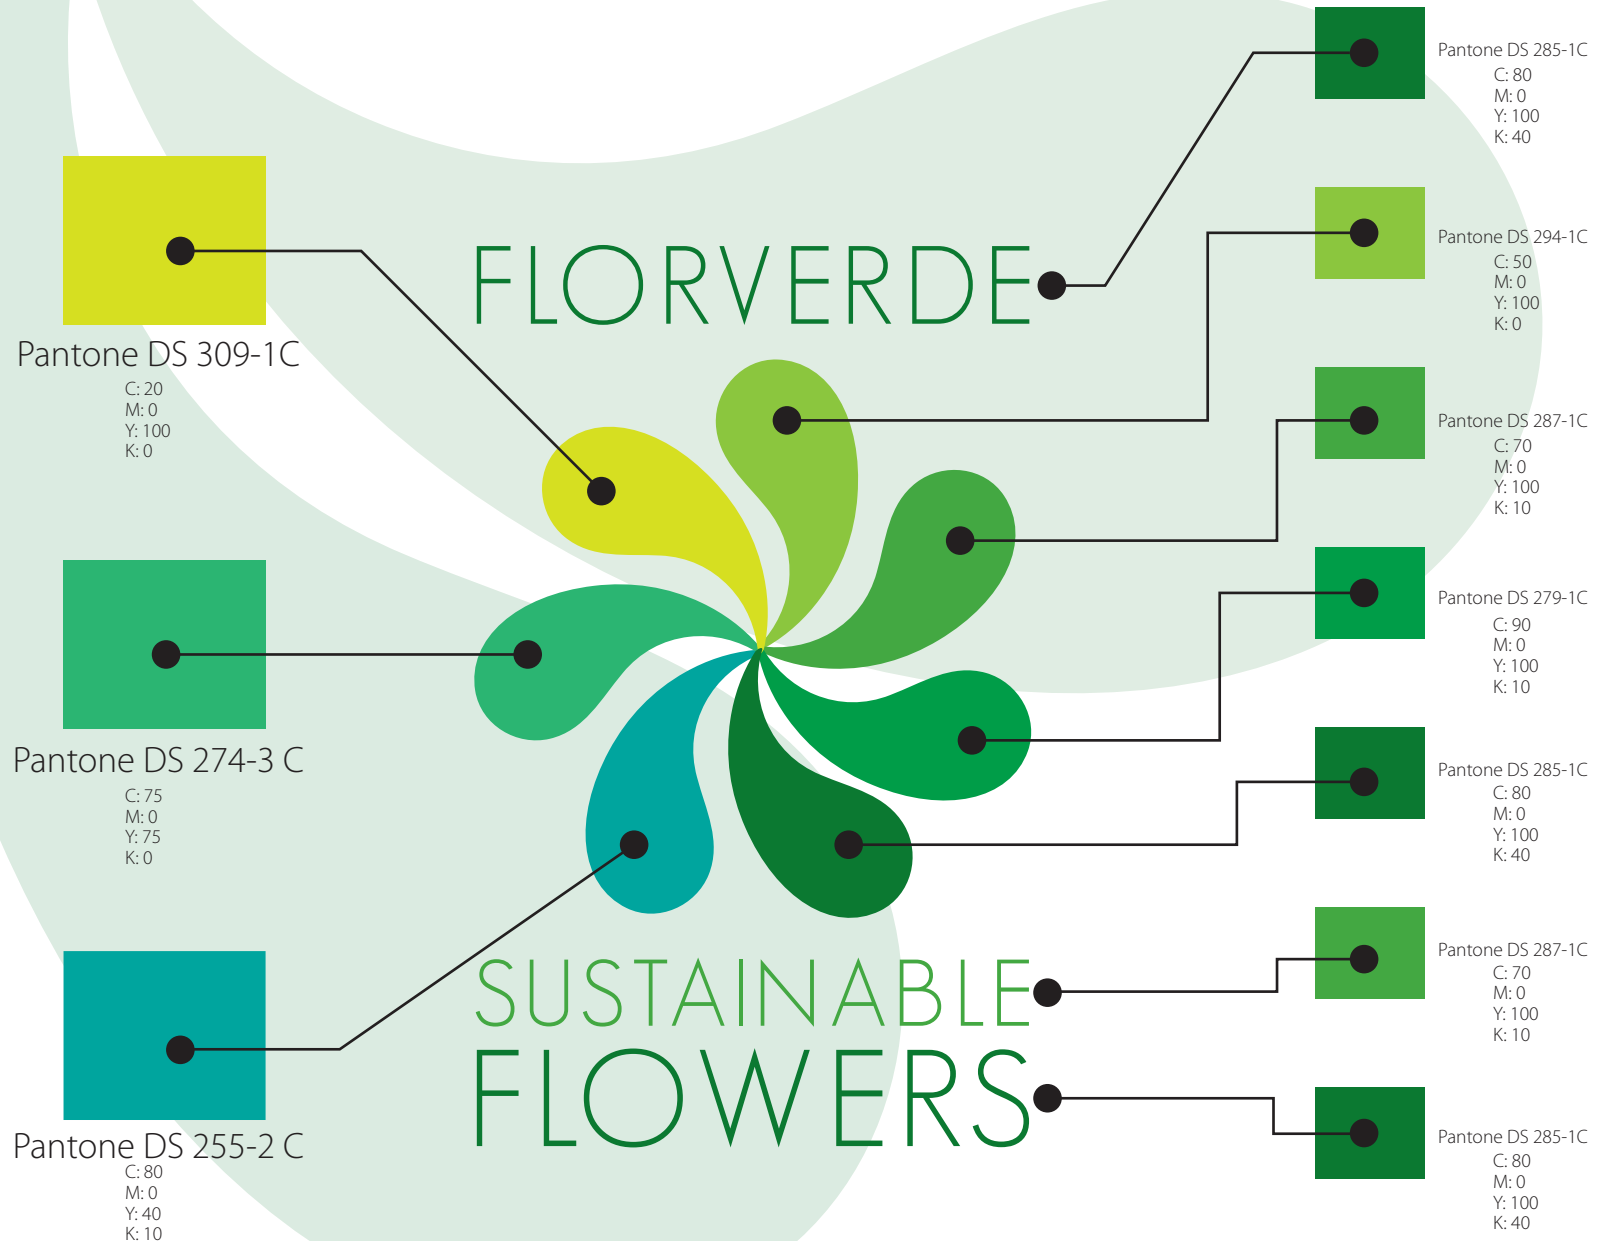 FLORVERDE
SUSTAINABLE
FLOWERS
Pantone DS 309-1C
C: 20
M: 0
Y: 100
K: 0
Pantone DS 274-3 C
C: 75
M: 0
Y: 75
K: 0
Pantone DS 255-2 C
C: 80
M: 0
Y: 40
K: 10
Pantone DS 285-1C
C: 80
M: 0
Y: 100
K: 40
Pantone DS 294-1C
C: 50
M: 0
Y: 100
K: 0
Pantone DS 287-1C
C: 70
M: 0
Y: 100
K: 10
Pantone DS 279-1C
C: 90
M: 0
Y: 100
K: 10
Pantone DS 285-1C
C: 80
M: 0
Y: 100
K: 40
Pantone DS 287-1C
C: 70
M: 0
Y: 100
K: 10
Pantone DS 285-1C
C: 80
M: 0
Y: 100
K: 40